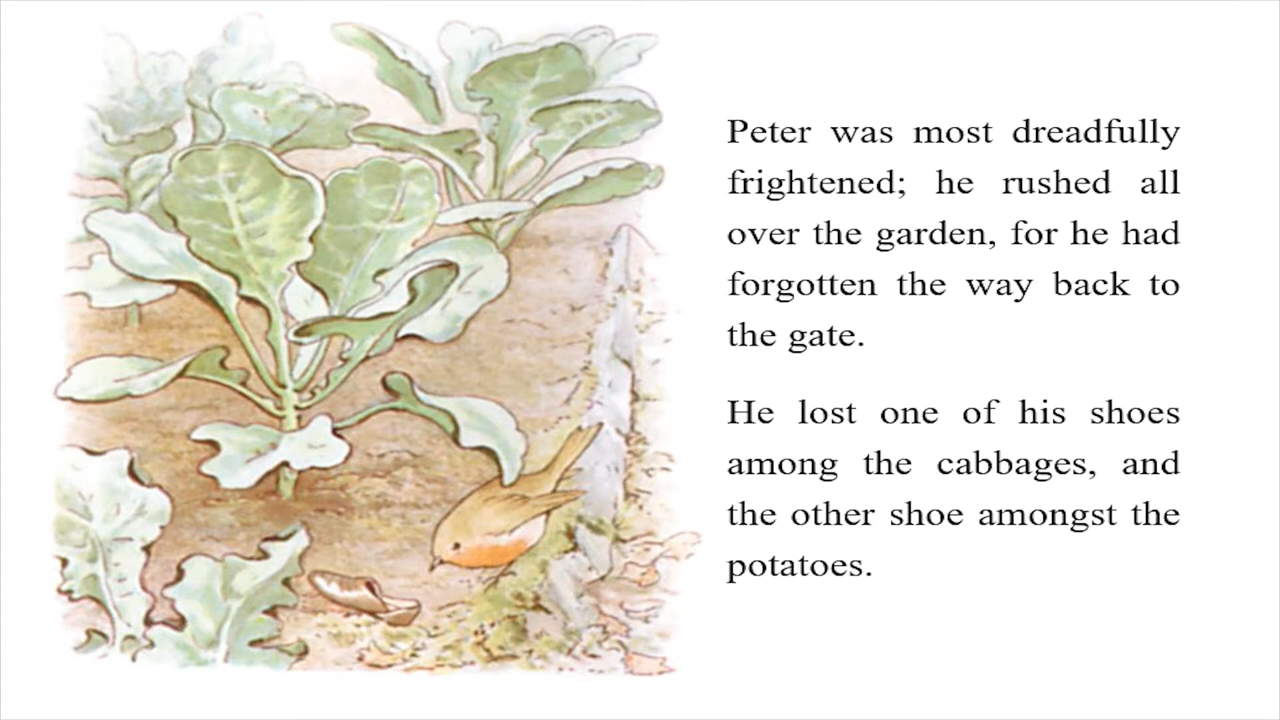 Peter was most dreadfully
frightened; he rushed all
over the garden, for he had
forgotten the way back to
the gate.
He lost one of his shoes
among the cabbages, and
the other shoe amongst the
potatoes.